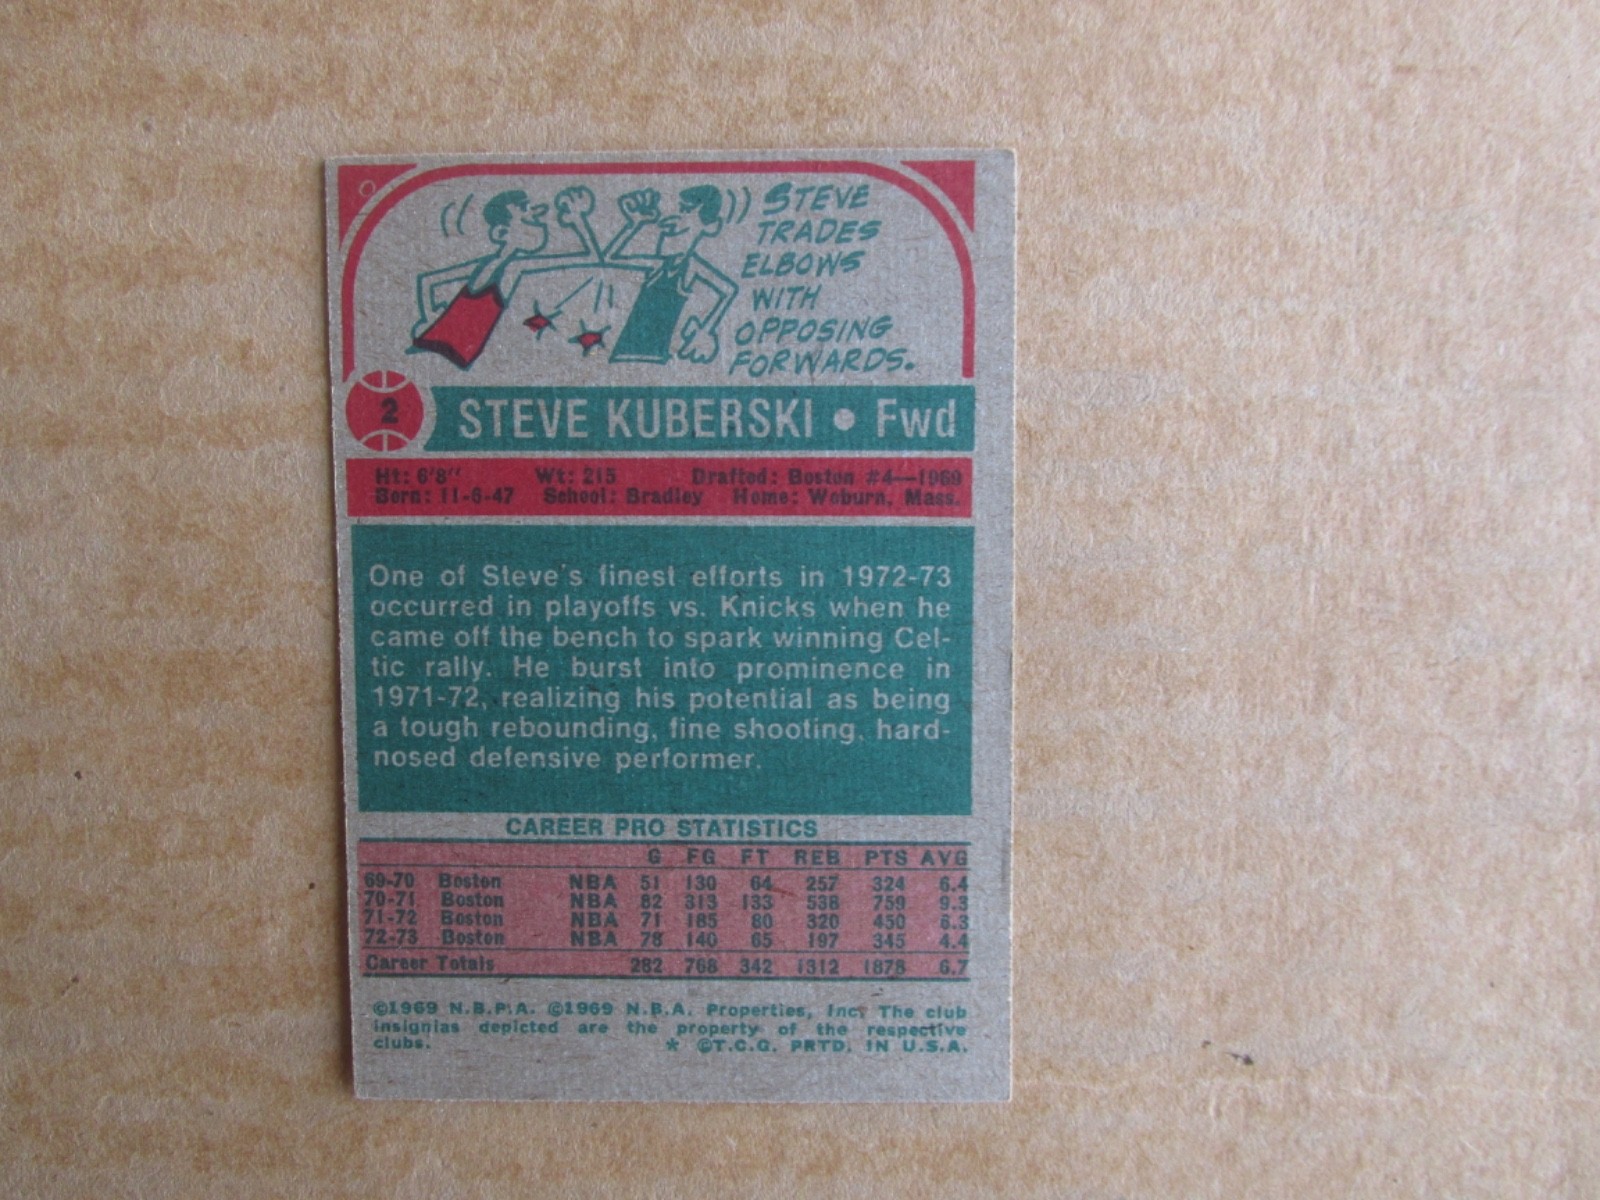 STEVE
TRADES
ELBOWS
WITH
OPPOSING
FORWARDS.
2 STEVE KUBERSKI • Fwd
Ht: 6'8" Wt: 215 Drafted: Boston #4—1969
Born: 11-6-47 School: Bradley Home: Woburn, Mass.
One of Steve's finest efforts in 1972-73
occurred in playoffs vs. Knicks when he
came off the bench to spark winning Cel-
tic rally. He burst into prominence in
1971-72, realizing his potential as being
a tough rebounding, fine shooting, hard-
nosed defensive performer.
CAREER PRO STATISTICS
G FG FT REB PTS AVG
69-70 Boston NBA 51 130 64 257 324 6.4
70-71 Boston NBA 82 313 133 538 759 9.3
71-72 Boston NBA 71 185 80 320 450 6.3
72-73 Boston NBA 78 140 65 197 345 4.4
Career Totals 282 768 342 1312 1878 6.7
©1969 N.B.P.A. ©1969 N.B.A. Properties, Inc. The club
insignias depicted are the property of the respective
clubs. * ©T.C.G. PRTD. IN U.S.A.